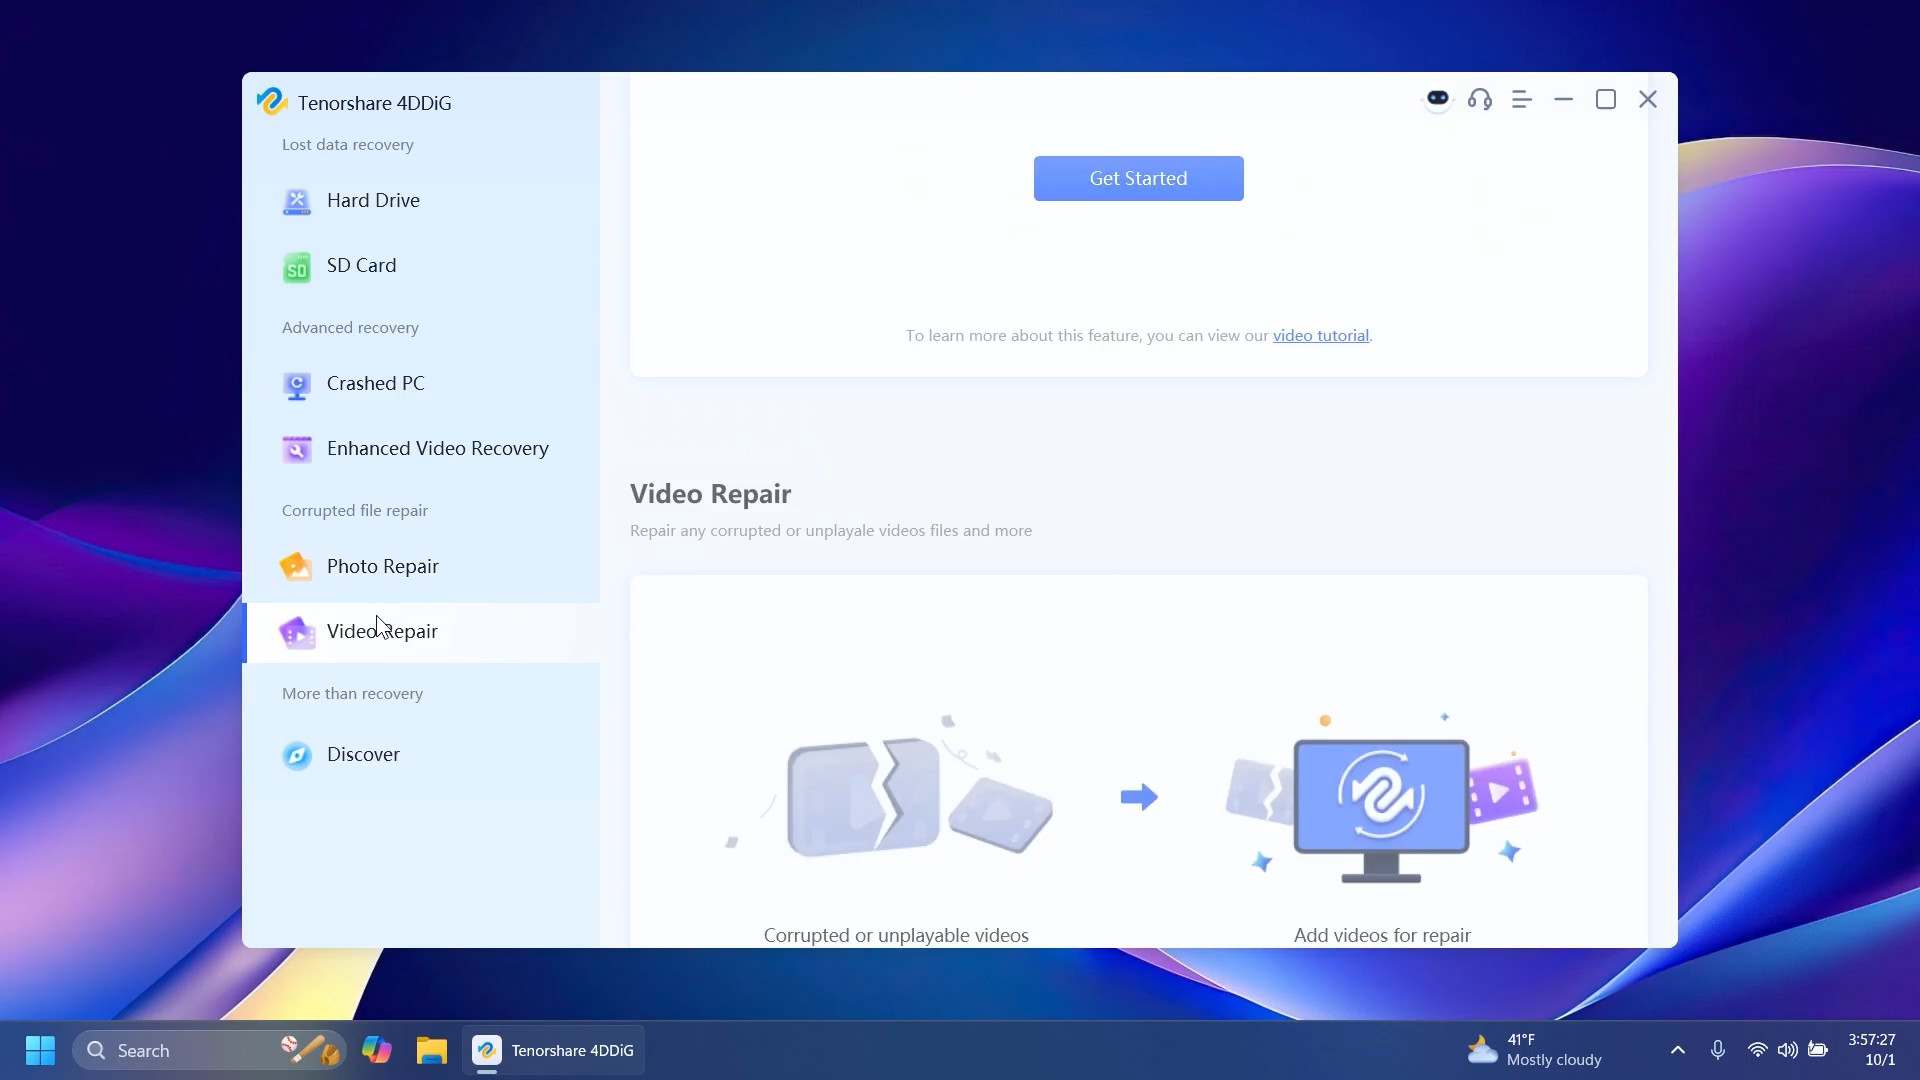 Tenorshare 4DDiG
Lost data recovery
Hard Drive
SD
SD Card
Advanced recovery
Crashed PC
Enhanced Video Recovery
Corrupted file repair
Photo Repair
Video Repair
More than recovery
Discover
Get Started
To learn more about this feature, you can view our video tutorial.
Video Repair
Repair any corrupted or unplayale videos files and more
Corrupted or unplayable videos
Add videos for repair
Search
Tenorshare 4DDiG
41°F
Mostly cloudy
3:57:27
10/1